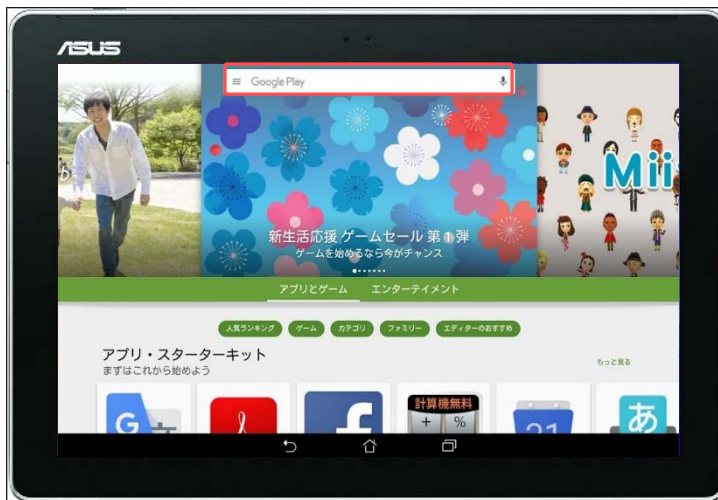 ASUS
Google Play
Mii
新生活応援 ゲームセール 第1弾
ゲームを始めるなら今がチャンス
アプリとゲーム エンターテイメント
人気ランキング ゲーム カテゴリ ファミリー エディターのおすすめ
アプリ・スターターキット
まずはこれから始めよう
もっと見る
G 文
計算機無料
+ %
21
あ